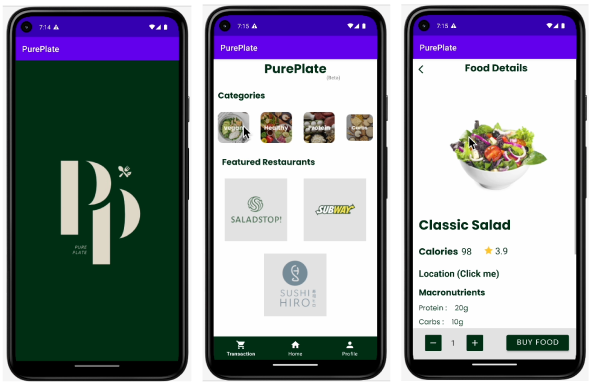 7:14
PurePlate
PURE
PLATE
7:15
PurePlate
PurePlate
(Beta)
Categories
Vegan
Healthy
Protein
Carbs
Featured Restaurants
SALADSTOP!
SUBWAY
SUSHI
HIRO
Transaction
Home
Profile
7:15
PurePlate
Food Details
Classic Salad
Calories 98
3.9
Location (Click me)
Macronutrients
Protein : 20g
Carbs : 10g
1
BUY FOOD